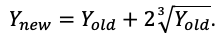 Y_new = Y_old + 2∛Y_old.